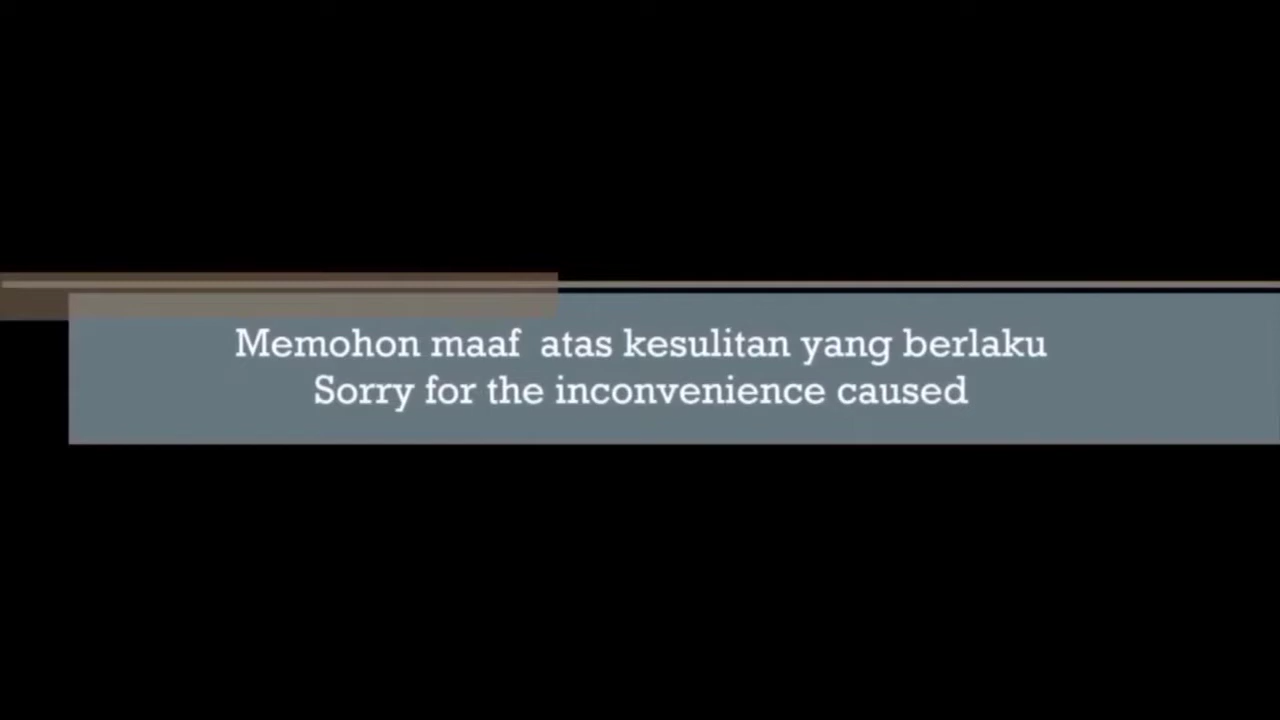 Memohon maaf  atas kesulitan yang berlaku
Sorry for the inconvenience caused